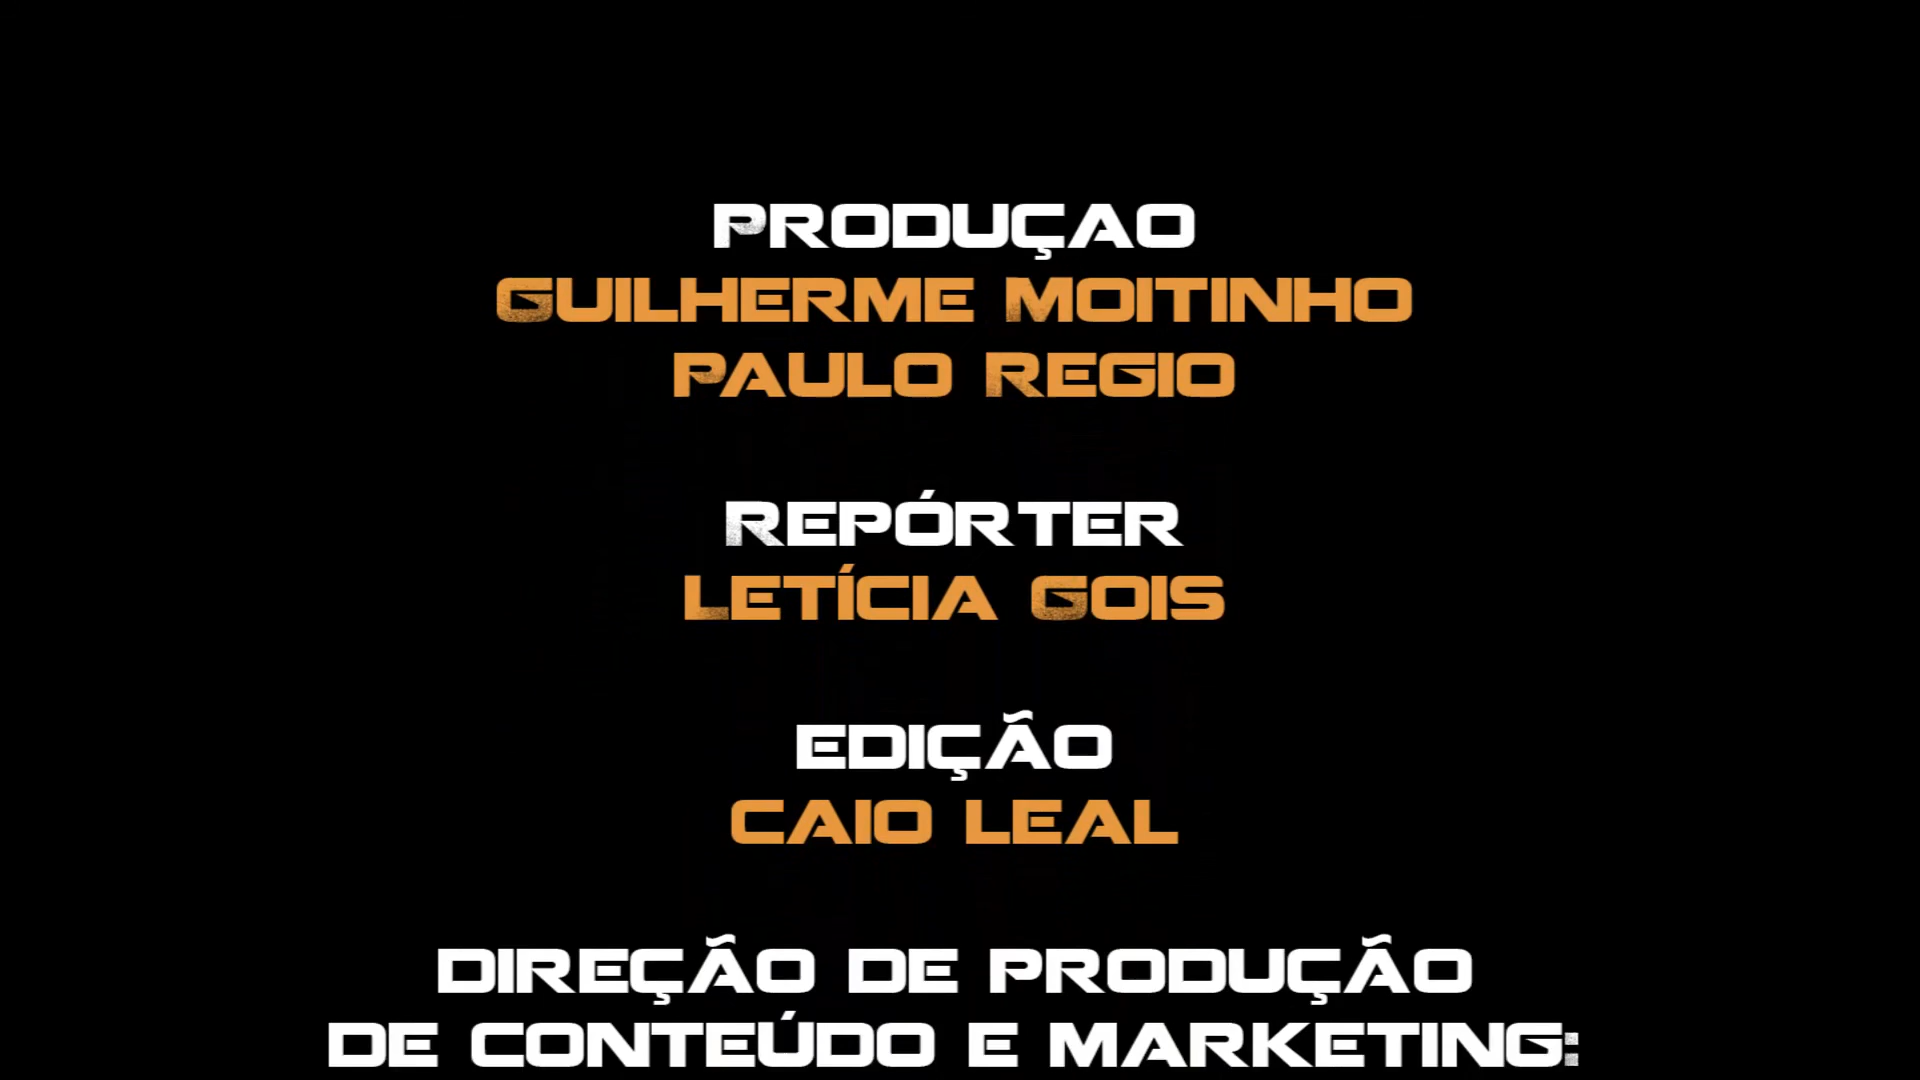 PRODUÇAO
GUILHERME MOITINHO
PAULO REGIO
REPÓRTER
LETÍCIA GOIS
EDIÇÃO
CAIO LEAL
DIREÇÃO DE PRODUÇÃO
DE CONTEÚDO E MARKETING: